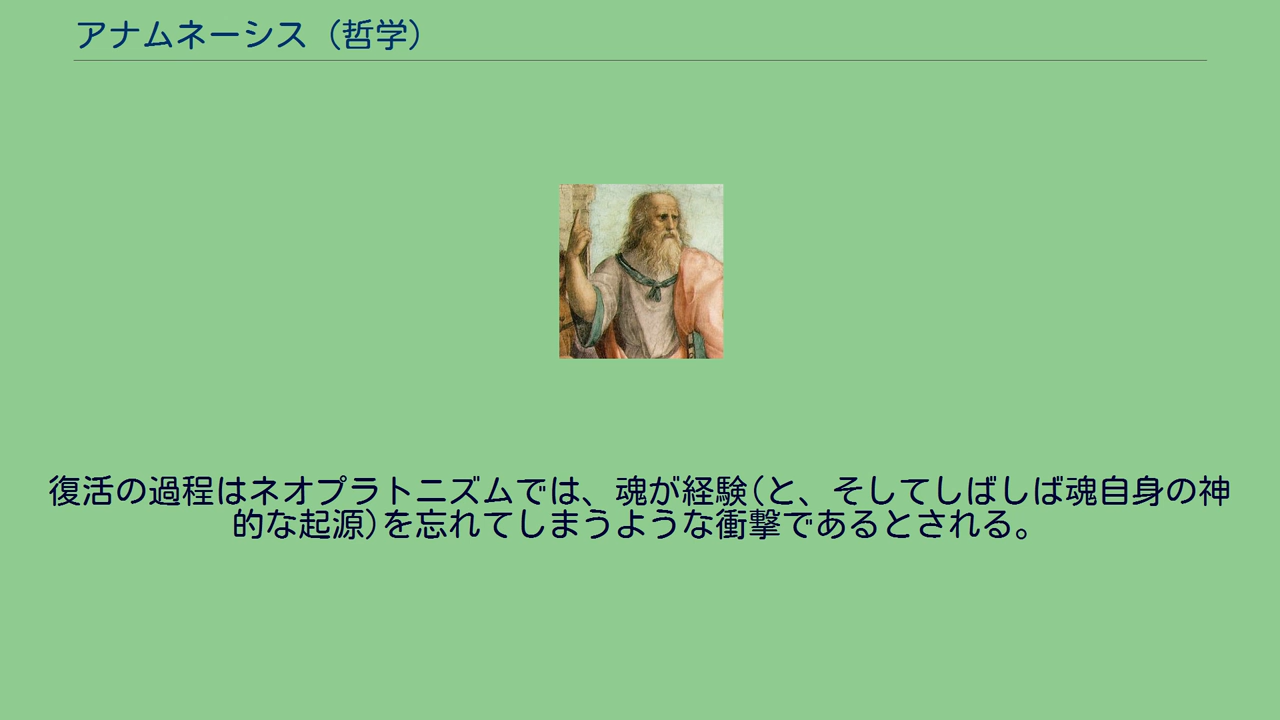 アナムネーシス（哲学）
復活の過程はネオプラトニズムでは、魂が経験(と、そしてしばしば魂自身の神
的な起源)を忘れてしまうような衝撃であるとされる。